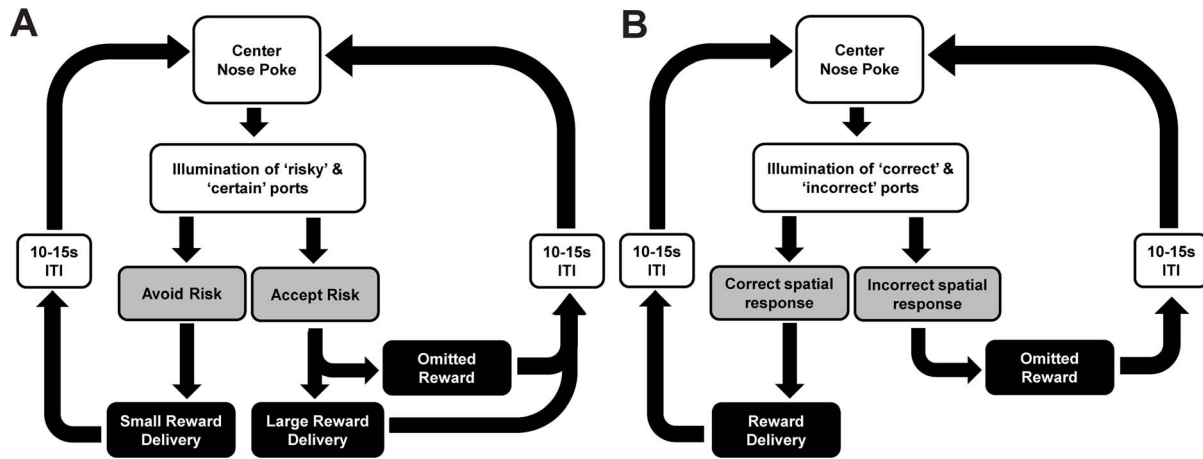 A
Center
Nose Poke
Illumination of ‘risky’ &
‘certain’ ports
10-15s
ITI
Avoid Risk
Accept Risk
10-15s
ITI
Omitted
Reward
Small Reward
Delivery
Large Reward
Delivery
B
Center
Nose Poke
Illumination of ‘correct’ &
‘incorrect’ ports
10-15s
ITI
Correct spatial
response
Incorrect spatial
response
10-15s
ITI
Omitted
Reward
Reward
Delivery